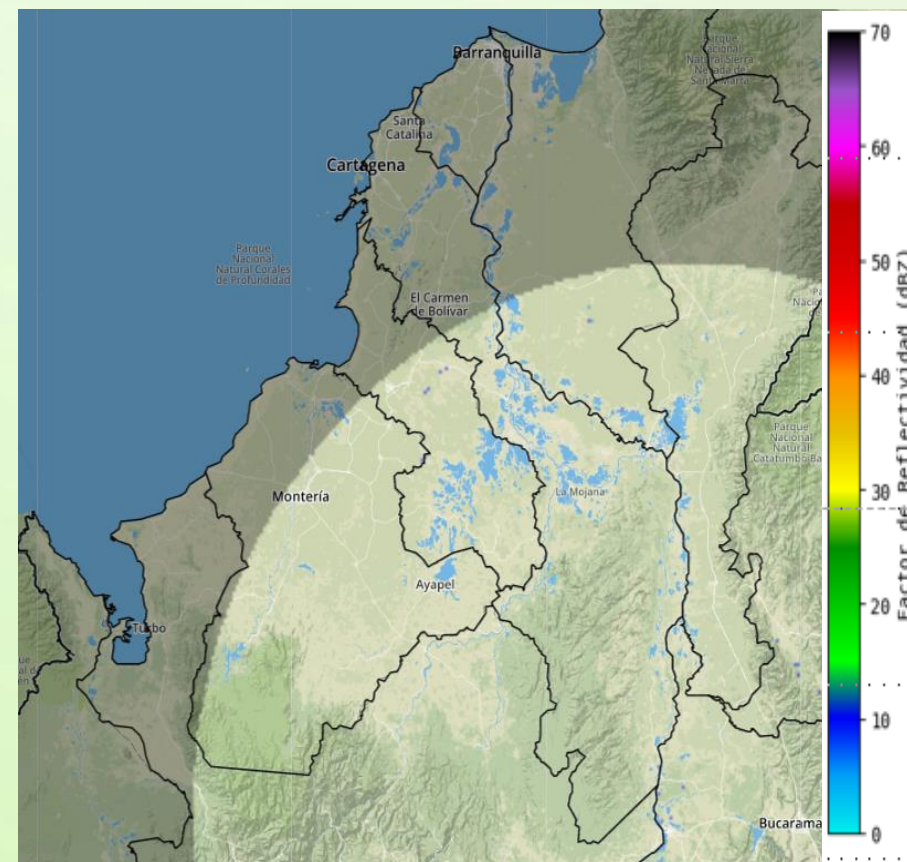 Parque
Nacional
Natural Sierra
Nevada de
Santa Marta
Barranquilla
Santa
Catalina
Cartagena
Parque
Nacional
Natural Corales
de Profundidad
El Carmen
de Bolívar
Parque
Nacional
Natural
Catatumbo Ba
Montería
La Mojana
Ayapel
Turbo
Bucarama
70
60
50
40
30
20
10
0
Factor de Reflectividad (dBZ)